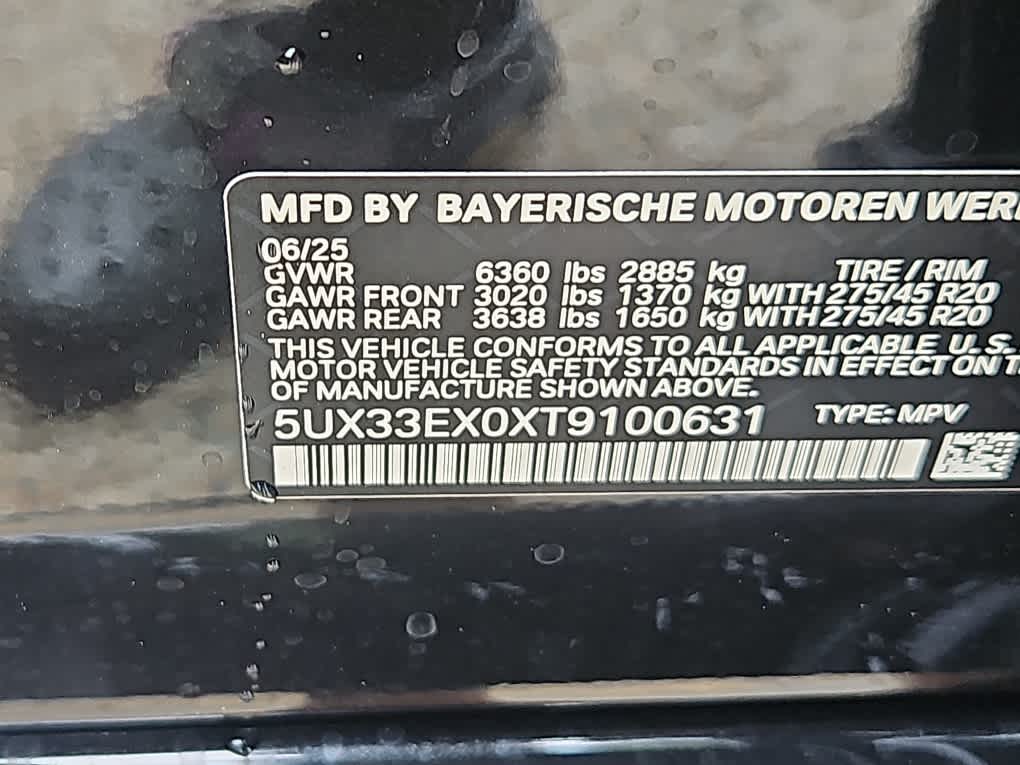 MFD BY BAYERISCHE MOTOREN
06/25
GVWR 6360 lbs 2885 kg TIRE / RIM
GAWR FRONT 3020 lbs 1370 kg WITH 275/45 R20
GAWR REAR 3638 lbs 1650 kg WITH 275/45 R20
THIS VEHICLE CONFORMS TO ALL APPLICABLE U.S.
MOTOR VEHICLE SAFETY STANDARDS IN EFFECT ON
OF MANUFACTURE SHOWN ABOVE.
5UX33EX0XT9100631 TYPE: MPV